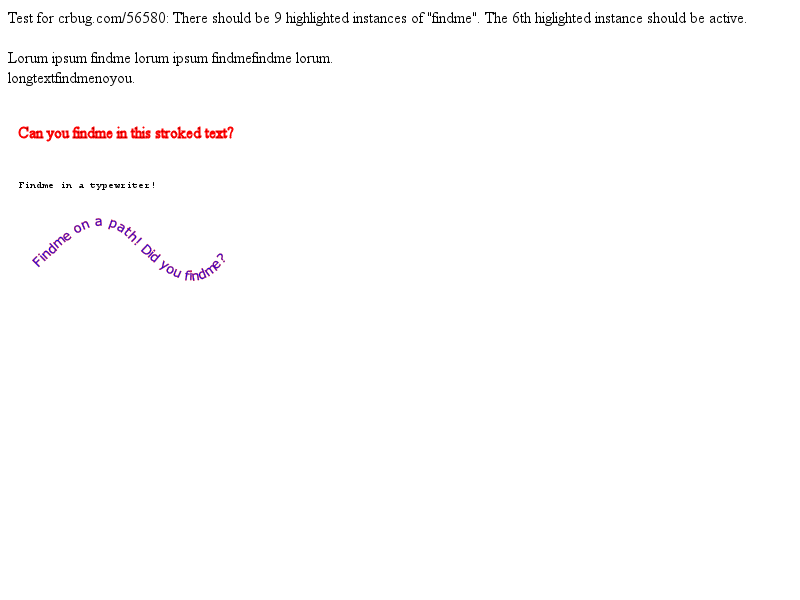 Test for crbug.com/56580: There should be 9 highlighted instances of "findme". The 6th higlighted instance should be active.
Lorum ipsum findme lorum ipsum findmefindme lorum.
longtextfindmenoyou.
Can you findme in this stroked text?
Findme in a typewriter!
Findme on a path! Did you findme?